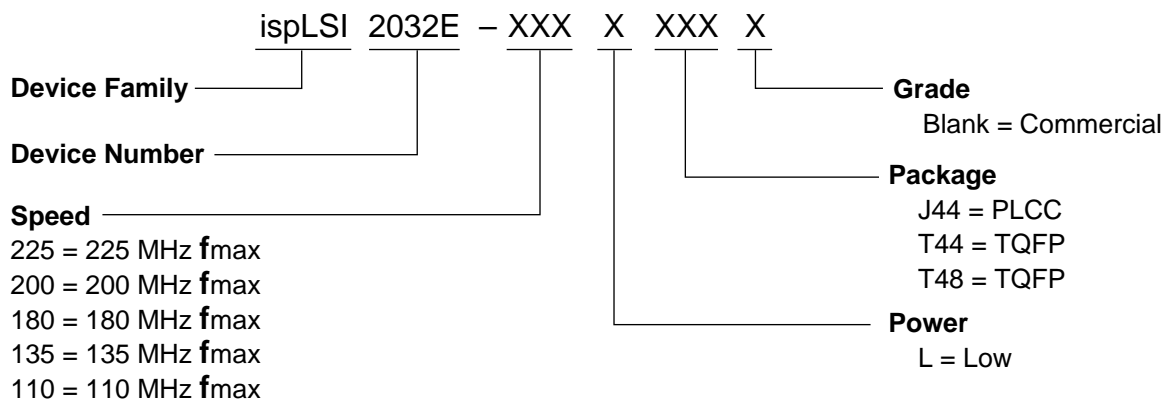 ispLSI 2032E – XXX X XXX X
Device Family
Device Number
Speed
225 = 225 MHz fmax
200 = 200 MHz fmax
180 = 180 MHz fmax
135 = 135 MHz fmax
110 = 110 MHz fmax
Grade
Blank = Commercial
Package
J44 = PLCC
T44 = TQFP
T48 = TQFP
Power
L = Low